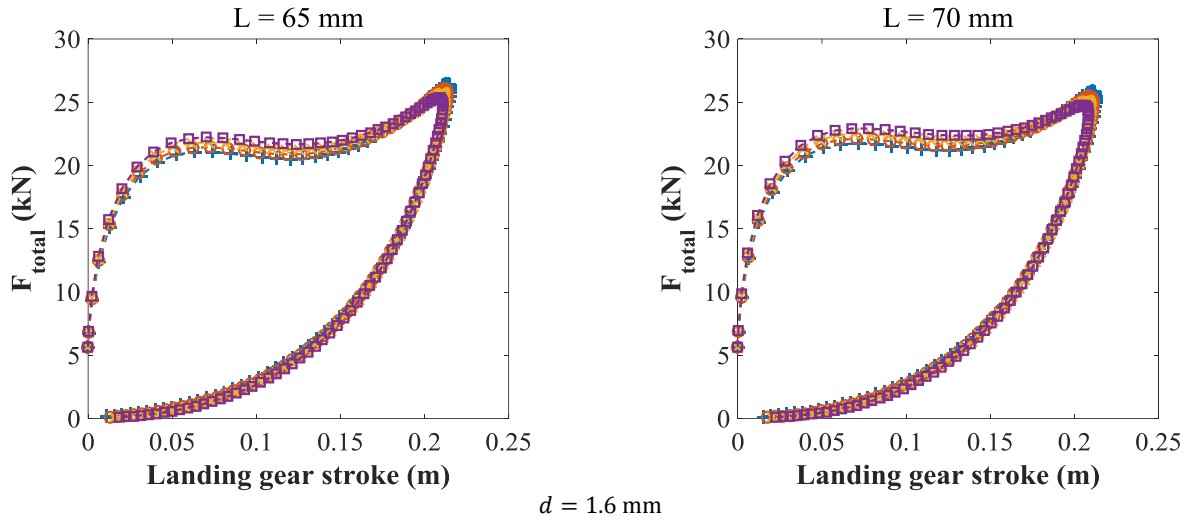 L = 65 mm
30
25
20
15
10
5
0
F_total (kN)
0 0.05 0.1 0.15 0.2 0.25
Landing gear stroke (m)
L = 70 mm
30
25
20
15
10
5
0
F_total (kN)
0 0.05 0.1 0.15 0.2 0.25
Landing gear stroke (m)
d = 1.6 mm